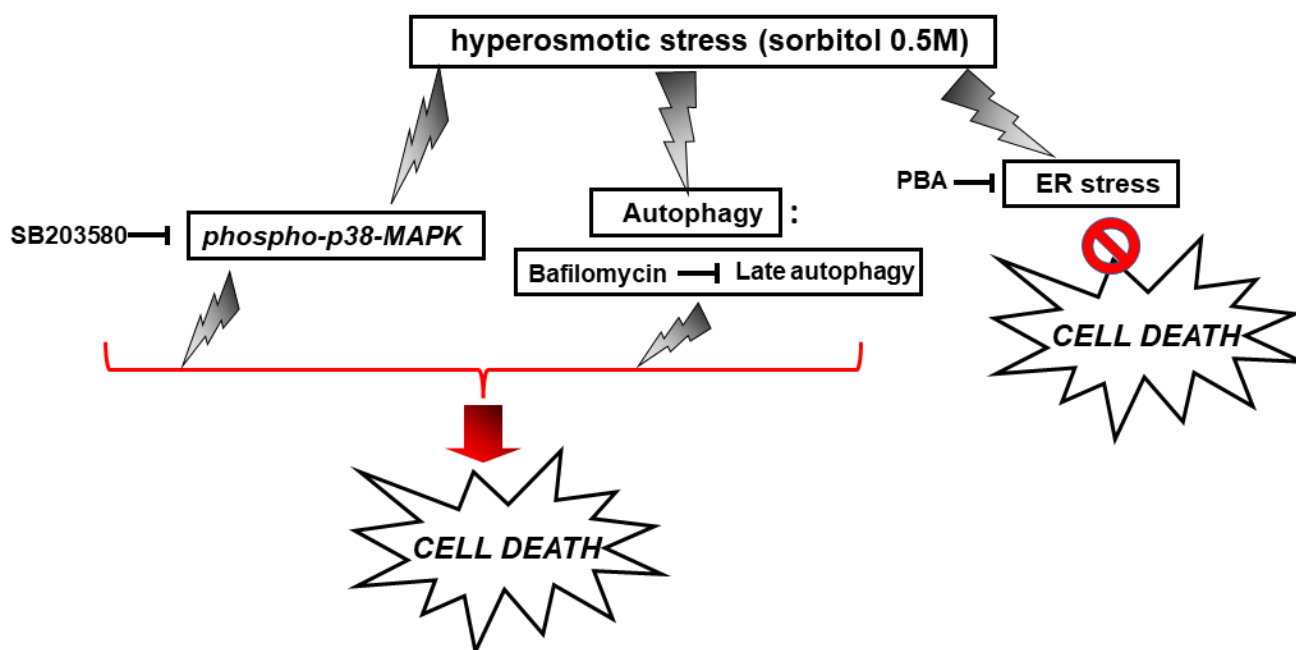 hyperosmotic stress (sorbitol 0.5M)
PBA
ER stress
Autophagy :
SB203580
phospho-p38-MAPK
Bafilomycin
Late autophagy
CELL DEATH
CELL DEATH